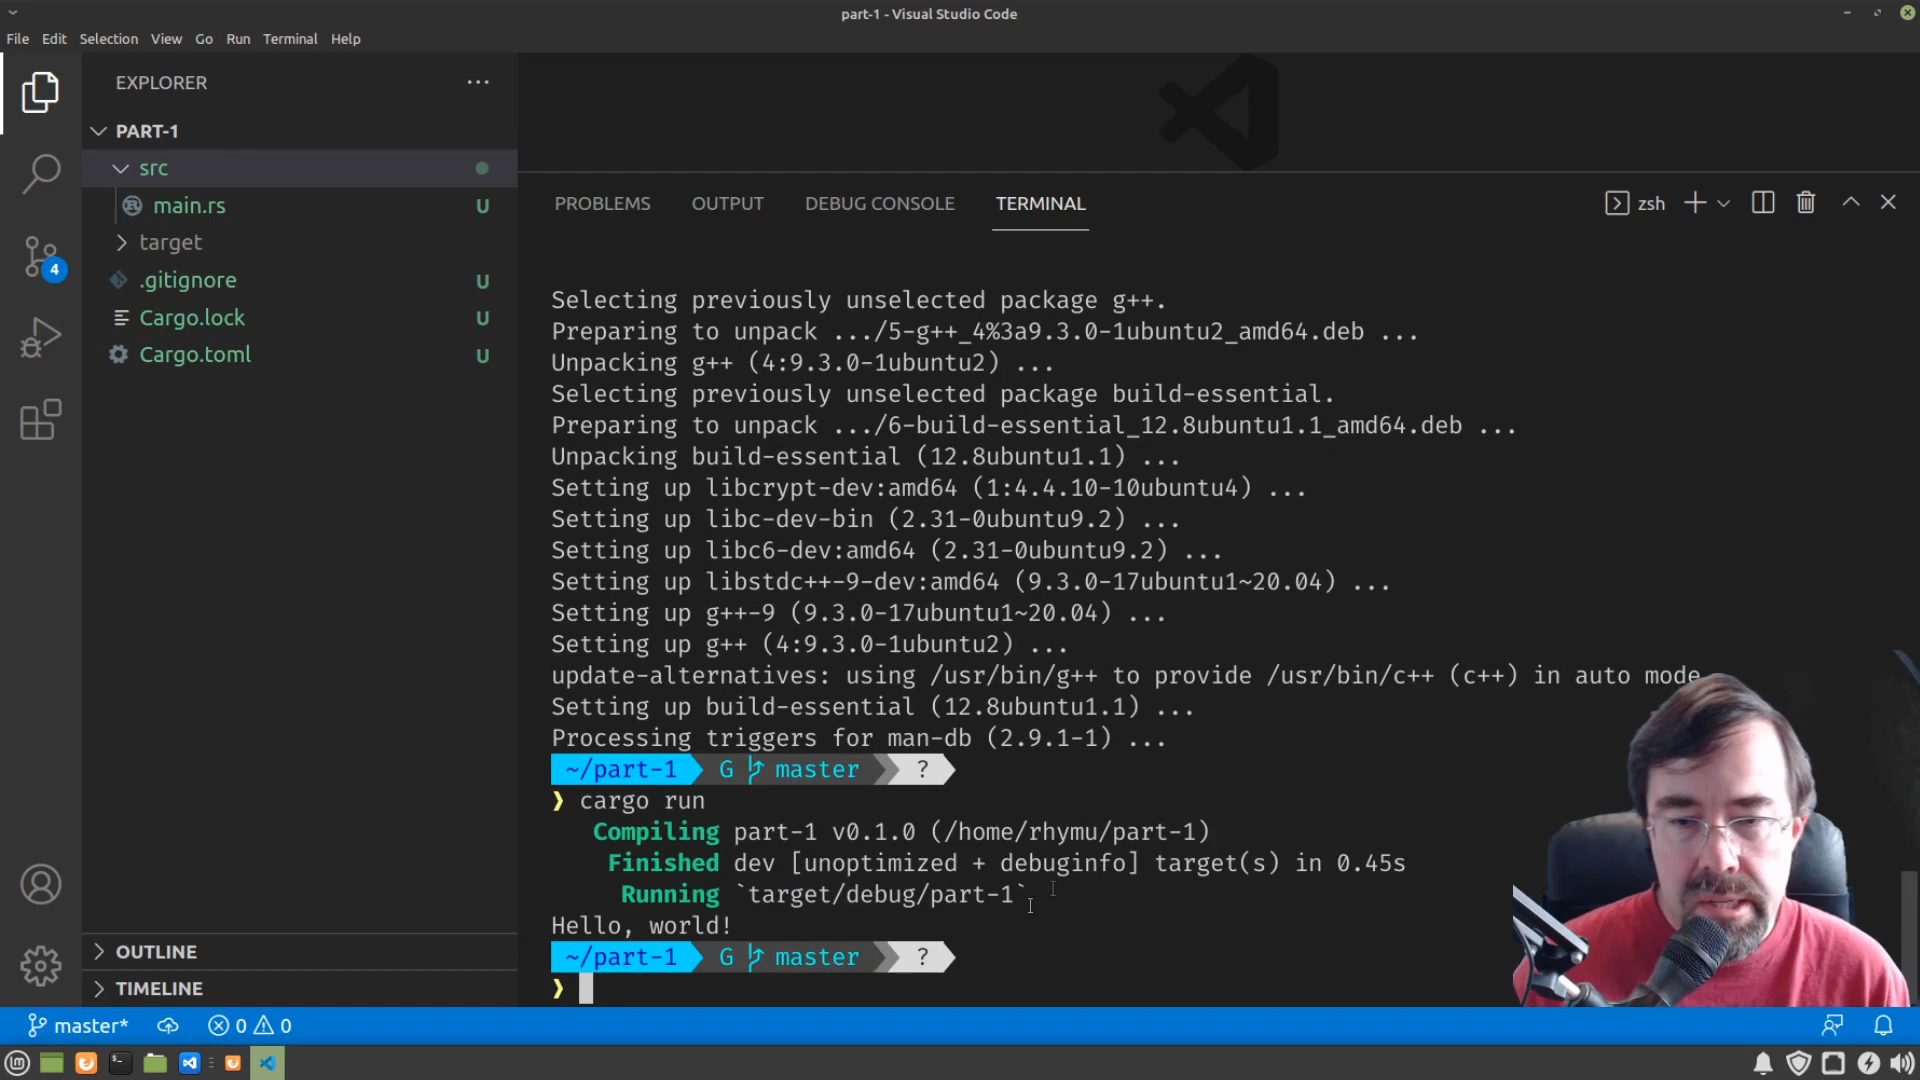 part-1 - Visual Studio Code
File Edit Selection View Go Run Terminal Help
EXPLORER
PART-1
src
main.rs U
target
.gitignore U
Cargo.lock U
Cargo.toml U
OUTLINE
TIMELINE
4
PROBLEMS OUTPUT DEBUG CONSOLE TERMINAL
zsh
Selecting previously unselected package g++.
Preparing to unpack .../5-g++_4%3a9.3.0-1ubuntu2_amd64.deb ...
Unpacking g++ (4:9.3.0-1ubuntu2) ...
Selecting previously unselected package build-essential.
Preparing to unpack .../6-build-essential_12.8ubuntu1.1_amd64.deb ...
Unpacking build-essential (12.8ubuntu1.1) ...
Setting up libcrypt-dev:amd64 (1:4.4.10-10ubuntu4) ...
Setting up libc-dev-bin (2.31-0ubuntu9.2) ...
Setting up libc6-dev:amd64 (2.31-0ubuntu9.2) ...
Setting up libstdc++-9-dev:amd64 (9.3.0-17ubuntu1~20.04) ...
Setting up g++-9 (9.3.0-17ubuntu1~20.04) ...
Setting up g++ (4:9.3.0-1ubuntu2) ...
update-alternatives: using /usr/bin/g++ to provide /usr/bin/c++ (c++) in auto mode
Setting up build-essential (12.8ubuntu1.1) ...
Processing triggers for man-db (2.9.1-1) ...
~/part-1 G master ?
❯ cargo run
Compiling part-1 v0.1.0 (/home/rhymu/part-1)
Finished dev [unoptimized + debuginfo] target(s) in 0.45s
Running `target/debug/part-1`
Hello, world!
~/part-1 G master ?
❯
master* 0 0